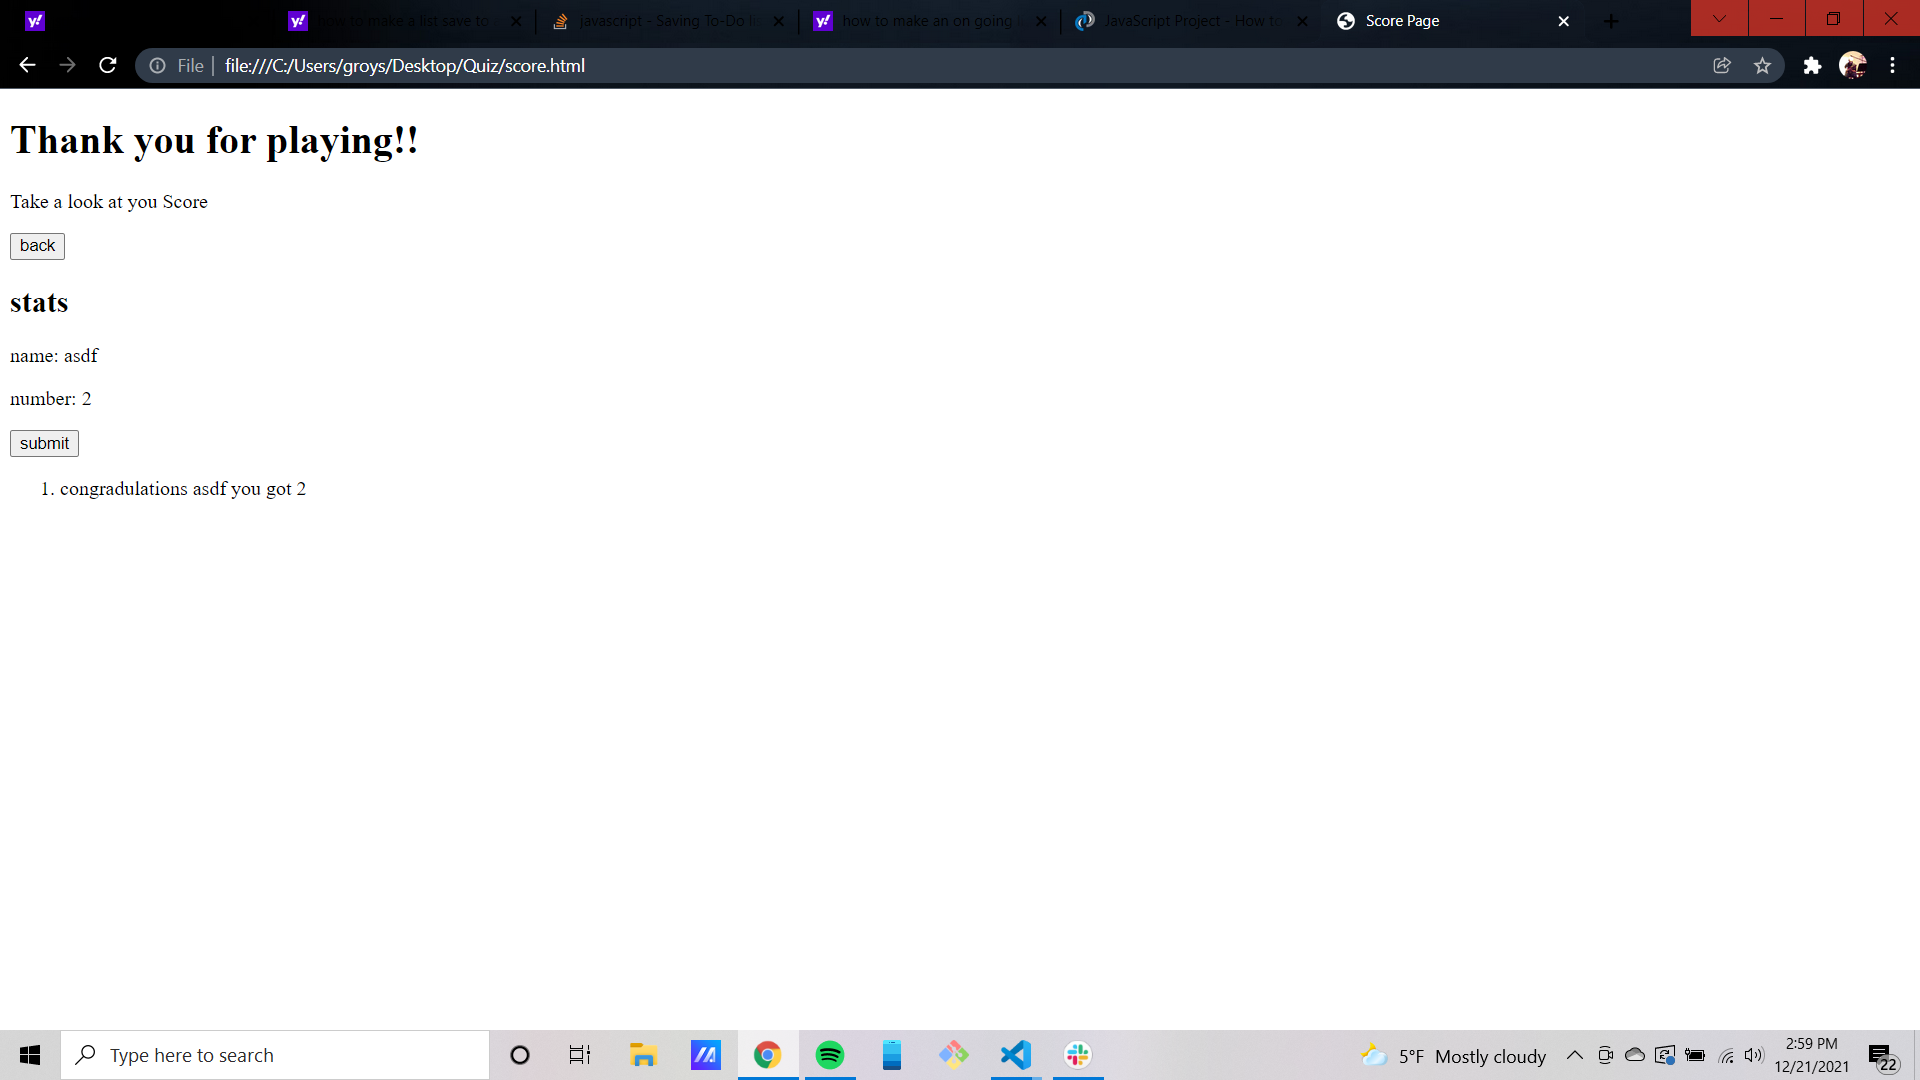 how to make a list save to
javascript - Saving To-Do li
how to make an on going
JavaScript Project - How to
Score Page
File
file:///C:/Users/groys/Desktop/Quiz/score.html
Thank you for playing!!
Take a look at you Score
back
stats
name: asdf
number: 2
submit
1. congradulations asdf you got 2
Type here to search
5°F Mostly cloudy
2:59 PM
12/21/2021
22